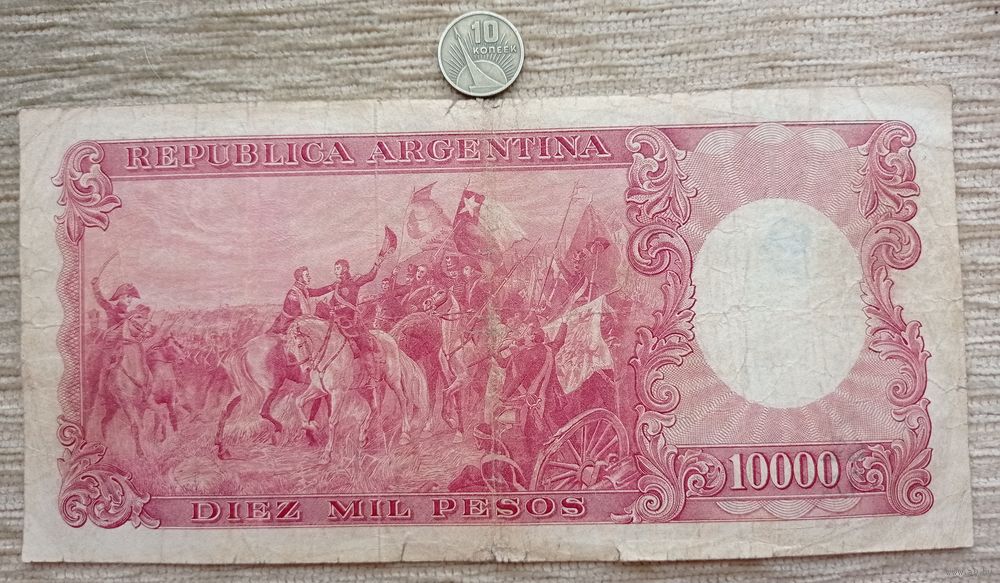 10
КОПЕЕК
REPUBLICA ARGENTINA
10000
DIEZ MIL PESOS